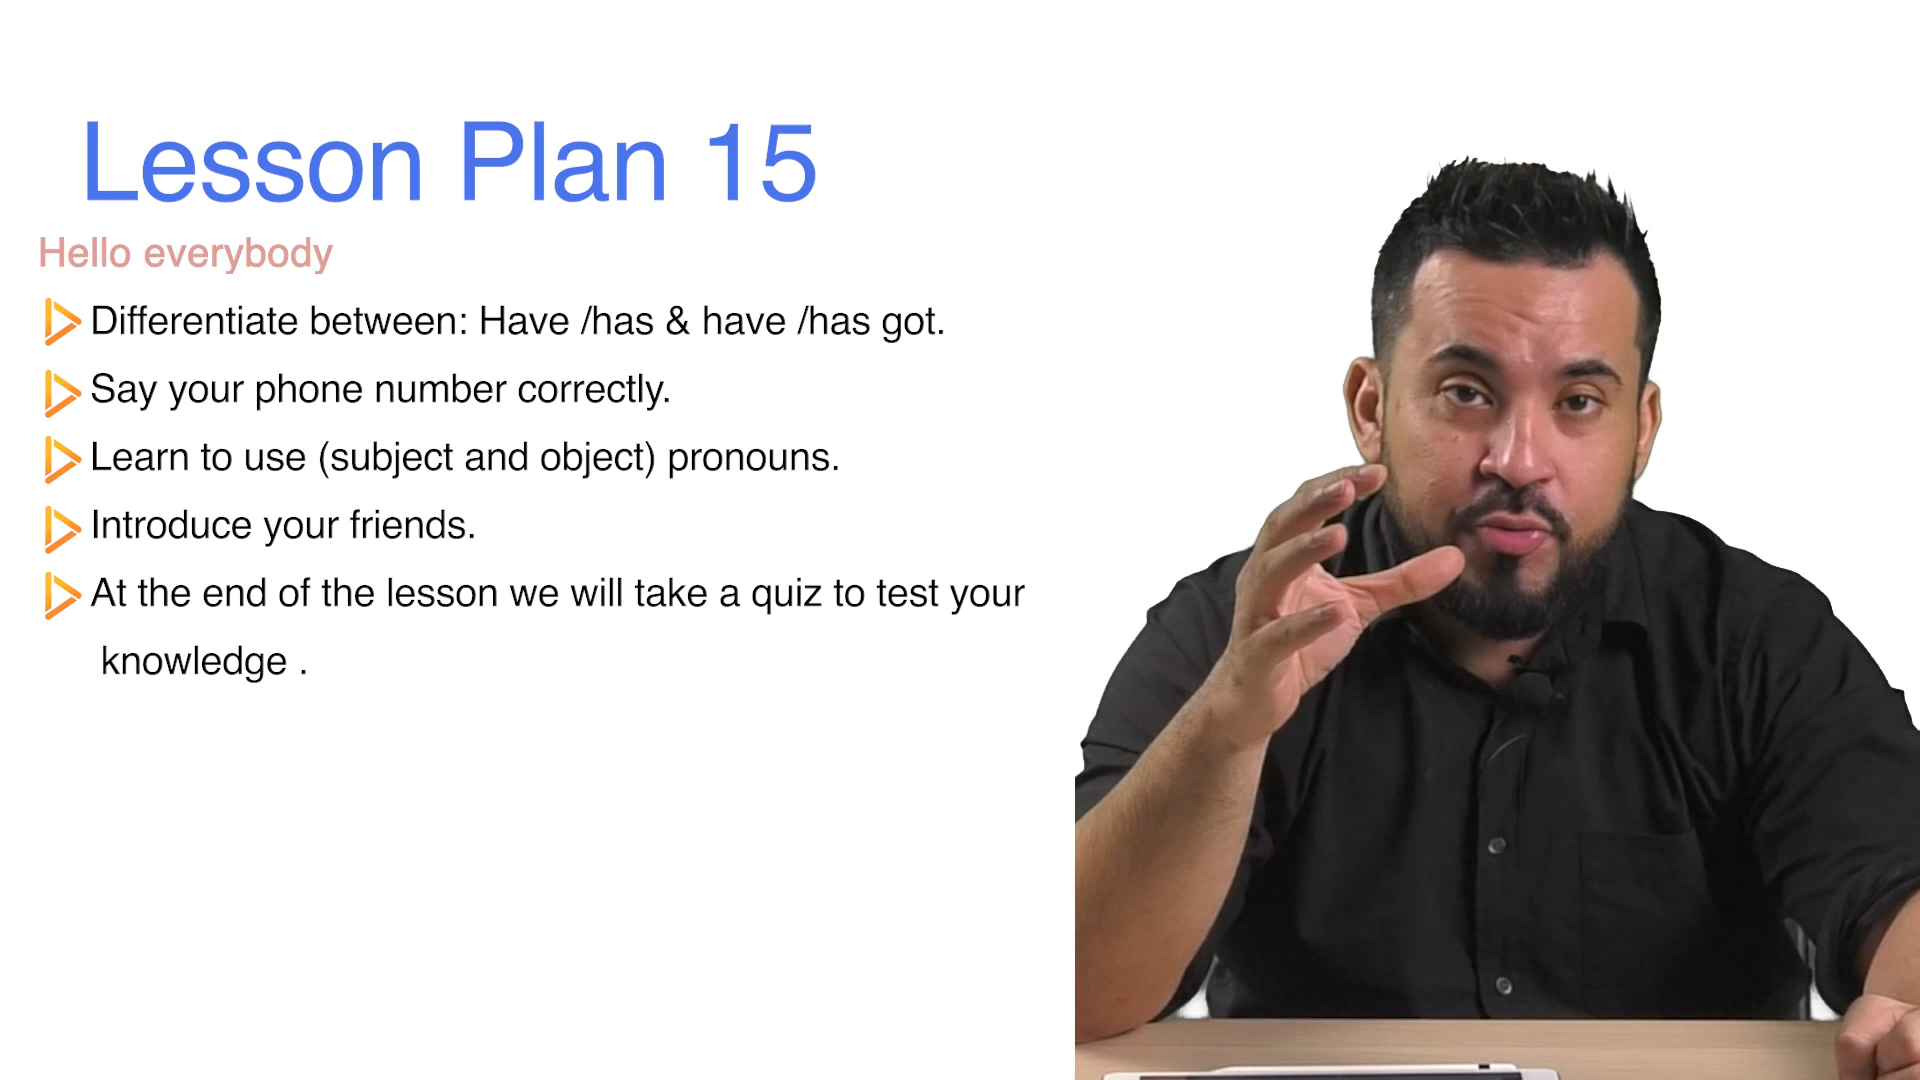 Lesson Plan 15
Hello everybody
Differentiate between: Have /has & have /has got.
Say your phone number correctly.
Learn to use (subject and object) pronouns.
Introduce your friends.
At the end of the lesson we will take a quiz to test your
knowledge .